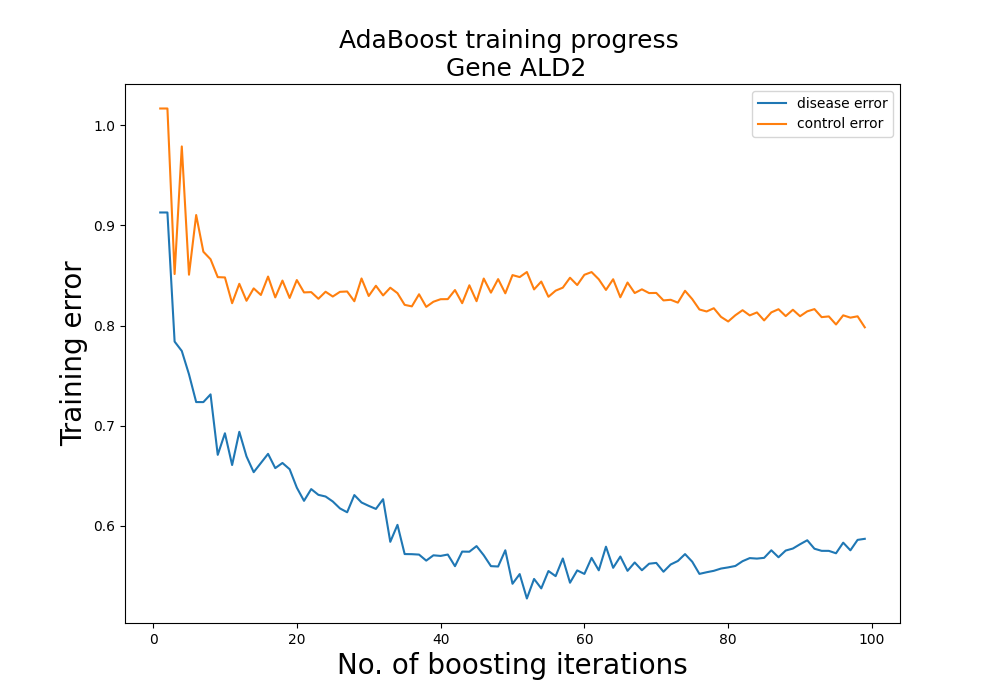 AdaBoost training progress
Gene ALD2
disease error
control error
Training error
1.0
0.9
0.8
0.7
0.6
0
20
40
60
80
100
No. of boosting iterations